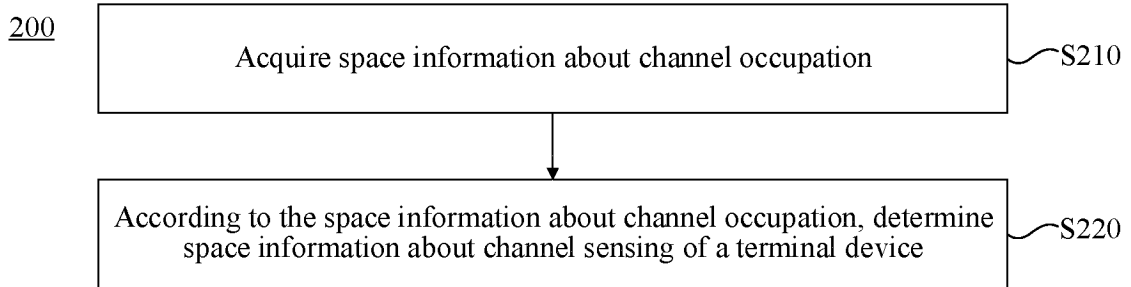 200
Acquire space information about channel occupation
S210
According to the space information about channel occupation, determine
space information about channel sensing of a terminal device
S220